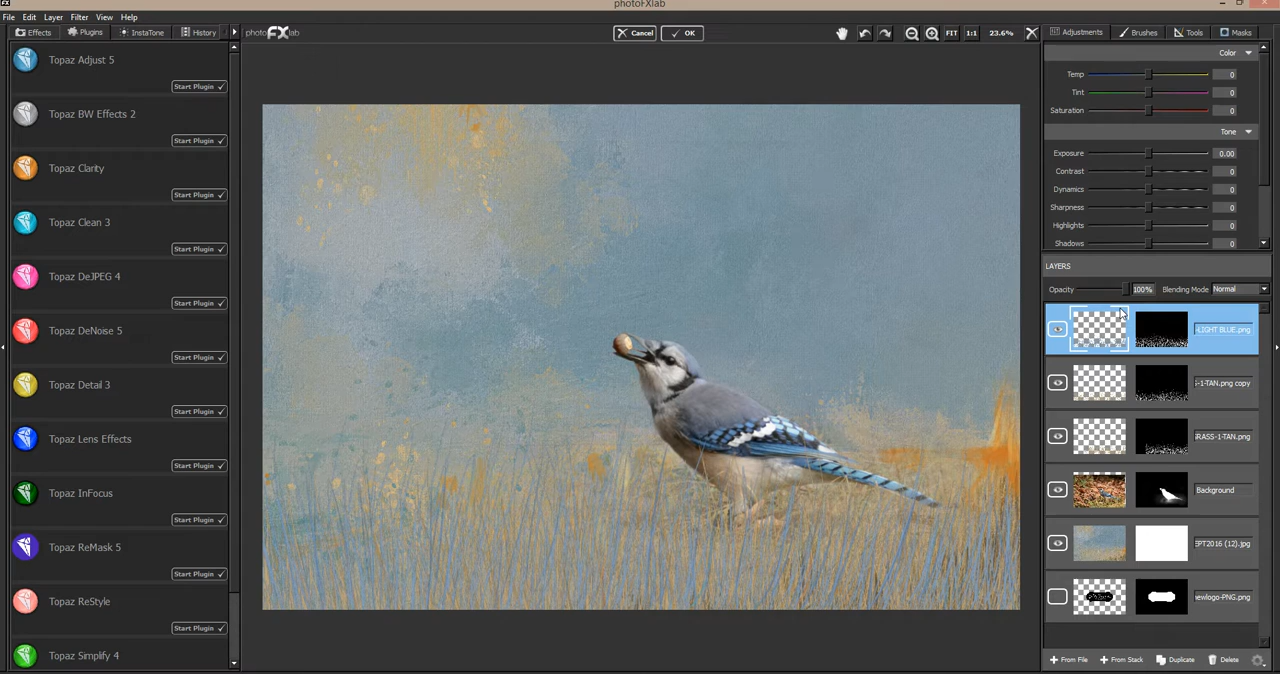 photoFXlab
File Edit Layer Filter View Help
Effects Plugins InstaTone History
photoFXlab
Cancel OK
FIT 1:1 23.6%
Adjustments Brushes Tools Masks
Topaz Adjust 5
Start Plugin
Topaz BW Effects 2
Start Plugin
Topaz Clarity
Start Plugin
Topaz Clean 3
Start Plugin
Topaz DeJPEG 4
Start Plugin
Topaz DeNoise 5
Start Plugin
Topaz Detail 3
Start Plugin
Topaz Lens Effects
Start Plugin
Topaz InFocus
Start Plugin
Topaz ReMask 5
Start Plugin
Topaz ReStyle
Start Plugin
Topaz Simplify 4
Color
Temp 0
Tint 0
Saturation 0
Tone
Exposure 0.00
Contrast 0
Dynamics 0
Sharpness 0
Highlights 0
Shadows 0
LAYERS
Opacity 100% Blending Mode Normal
-LIGHT BLUE.png
-1-TAN.png copy
RASS-1-TAN.png
Background
EPT2016 (12).jpg
newlogo-PNG.png
From File From Stack Duplicate Delete